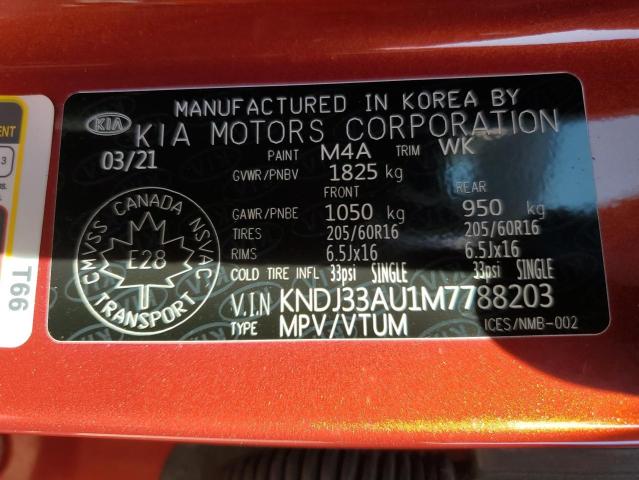 MANUFACTURED IN KOREA BY
KIA KIA MOTORS CORPORATION
03/21 PAINT M4A TRIM WK
GVWR/PNBV 1825 kg
FRONT REAR
GAWR/PNBE 1050 kg 950 kg
TIRES 205/60R16 205/60R16
RIMS 6.5Jx16 6.5Jx16
COLD TIRE INFL 33psi SINGLE 33psi SINGLE
V.I.N KNDJ33AU1M7788203
TYPE MPV/VTUM ICES/NMB-002
CANADA
CMVSS NSVAC
E28
TRANSPORT
ENT
3
T66